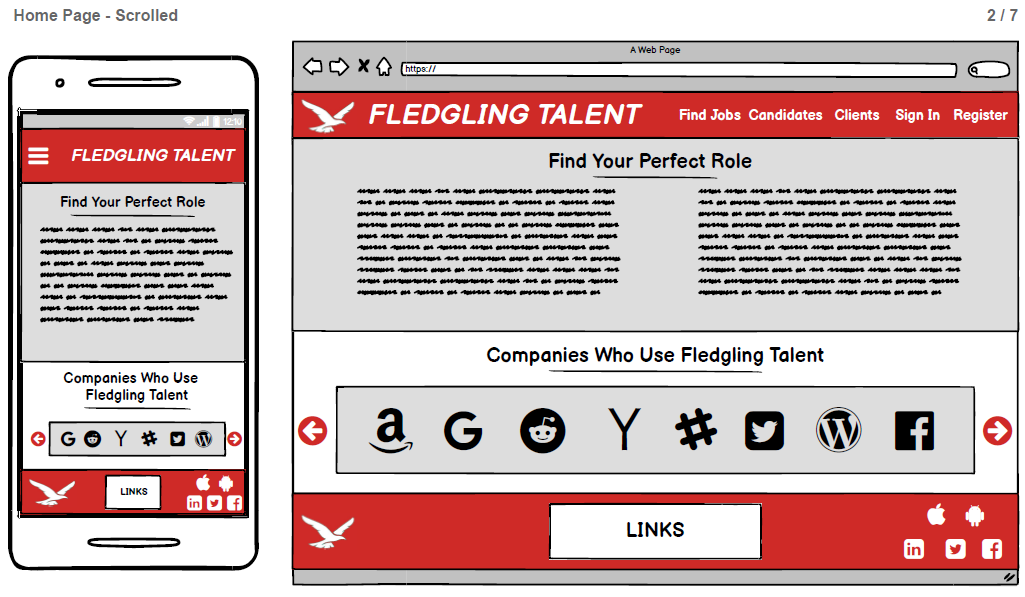 Home Page - Scrolled
2 / 7
12:10
FLEDGLING TALENT
Find Your Perfect Role
Companies Who Use
Fledgling Talent
LINKS
A Web Page
https://
FLEDGLING TALENT
Find Jobs Candidates Clients Sign In Register
Find Your Perfect Role
Companies Who Use Fledgling Talent
LINKS